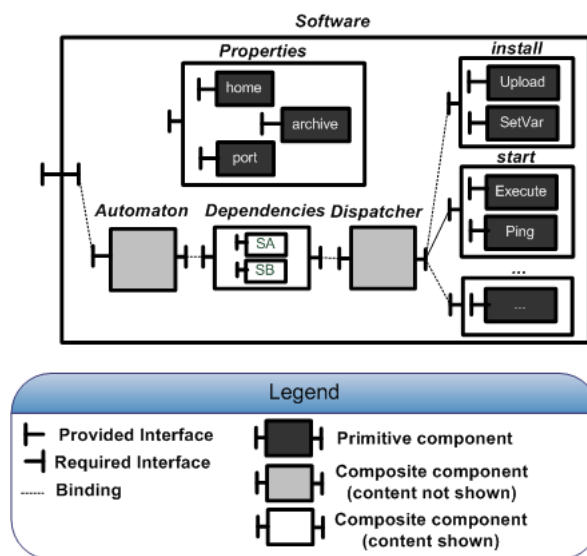 Software
Properties
home
archive
port
install
Upload
SetVar
start
Execute
Ping
...
...
Automaton
Dependencies
SA
SB
Dispatcher
Legend
Provided Interface
Required Interface
Binding
Primitive component
Composite component
(content not shown)
Composite component
(content shown)